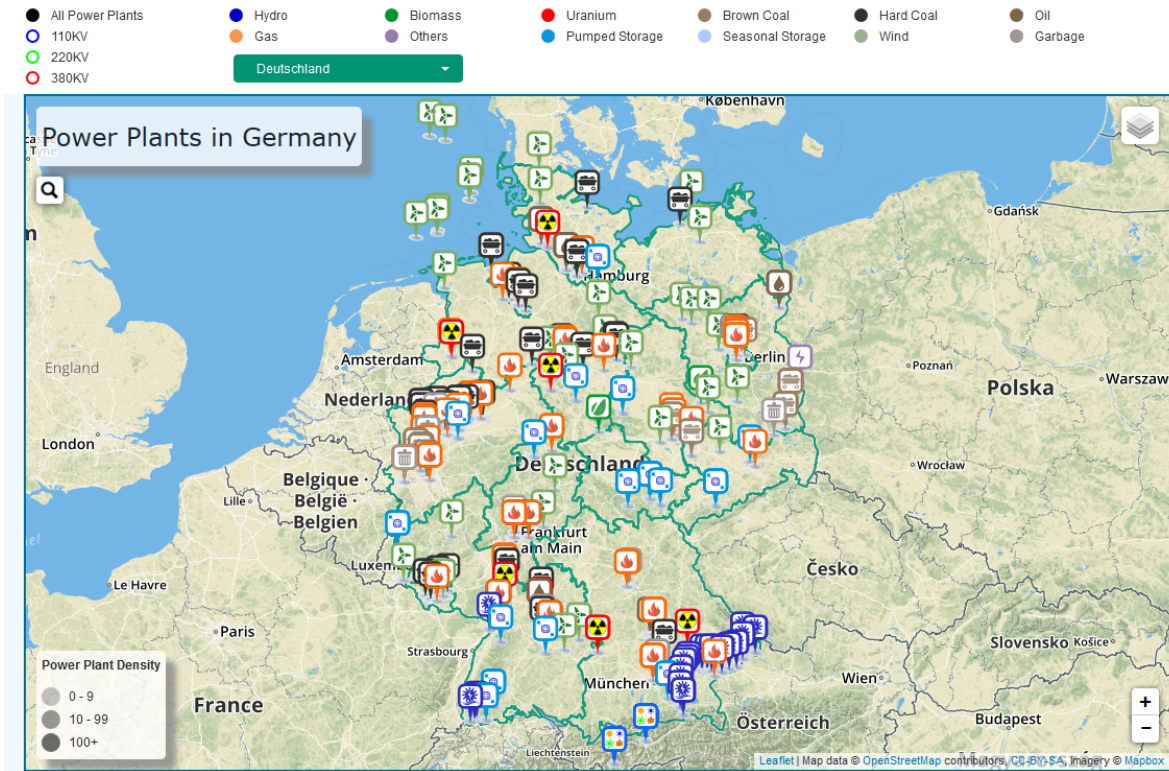 All Power Plants
Hydro
Biomass
Uranium
Brown Coal
Hard Coal
Oil
110KV
Gas
Others
Pumped Storage
Seasonal Storage
Wind
Garbage
220KV
380KV
Deutschland
Power Plants in Germany
København
Gdańsk
Hamburg
England
Amsterdam
Berlin
Poznań
Warszaw
Polska
Nederlan
London
Deutschland
Wrocław
Belgique ·
België ·
Belgien
Lille
Frankfurt
am Main
Luxem
Česko
Le Havre
Paris
Strasbourg
Slovensko
Košice
Power Plant Density
0 - 9
10 - 99
100+
München
Wien
France
Österreich
Budapest
Liechtenstein
+
−
Leaflet | Map data © OpenStreetMap contributors, CC-BY-SA, Imagery © Mapbox